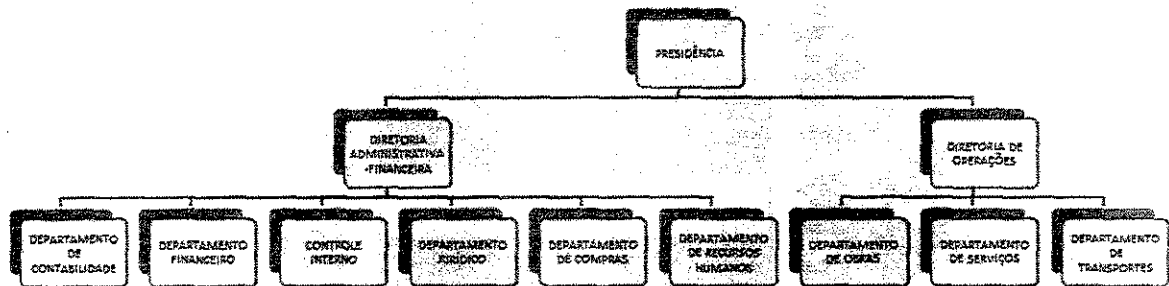 PRESIDÊNCIA
DIRETORIA
ADMINISTRATIVA
-FINANCEIRA
DIRETORIA DE
OPERAÇÕES
DEPARTAMENTO
DE
CONTABILIDADE
DEPARTAMENTO
FINANCEIRO
CONTROLE
INTERNO
DEPARTAMENTO
JURÍDICO
DEPARTAMENTO
DE COMPRAS
DEPARTAMENTO
DE RECURSOS
HUMANOS
DEPARTAMENTO
DE OBRAS
DEPARTAMENTO
DE SERVIÇOS
DEPARTAMENTO
DE
TRANSPORTES